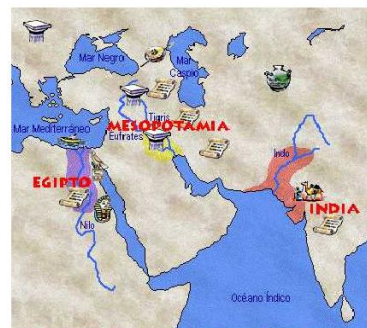 Mar Negro
Mar
Caspio
Tigris
MESOPOTAMIA
Mar Mediterráneo
Eufrates
Indo
EGIPTO
INDIA
Nilo
Océano Índico